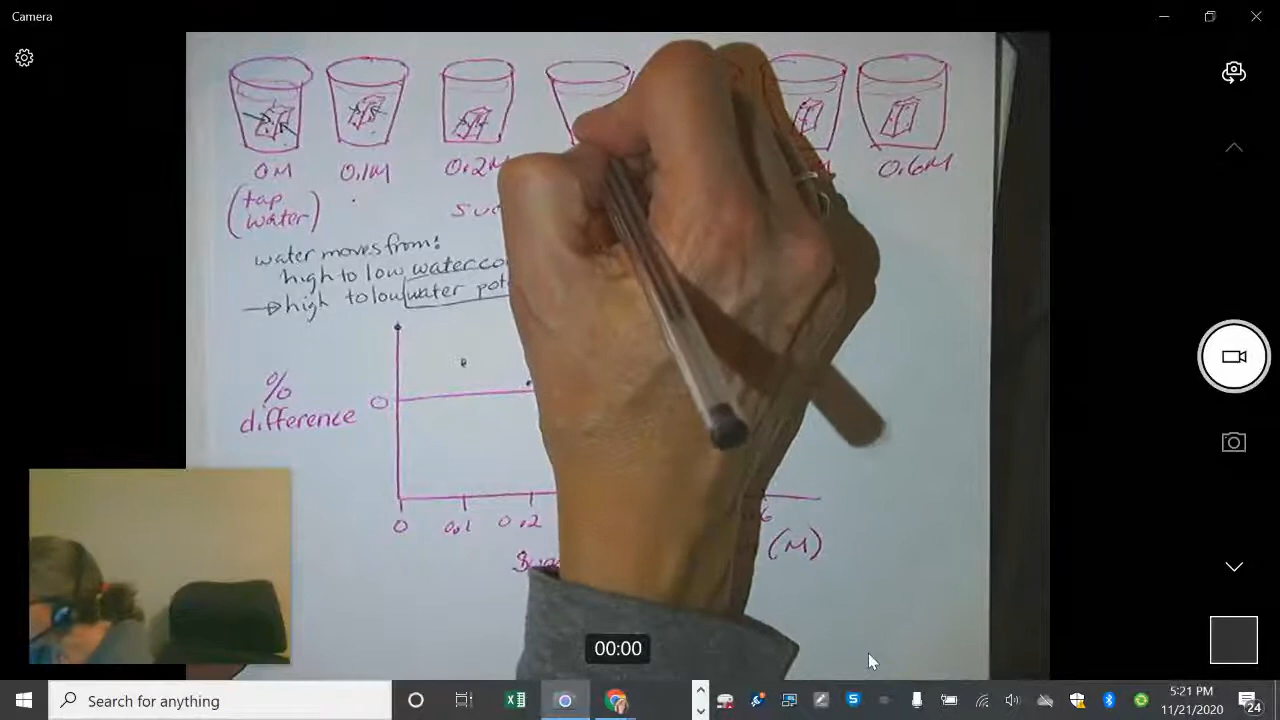 Camera
0M
0.1M
0.2M
0.6M
(tap
water)
Suc
water moves from:
high to low water co
→ high to low water pot
%
difference
0
0
0.1
0.2
(M)
00:00
Search for anything
5:21 PM
11/21/2020
24